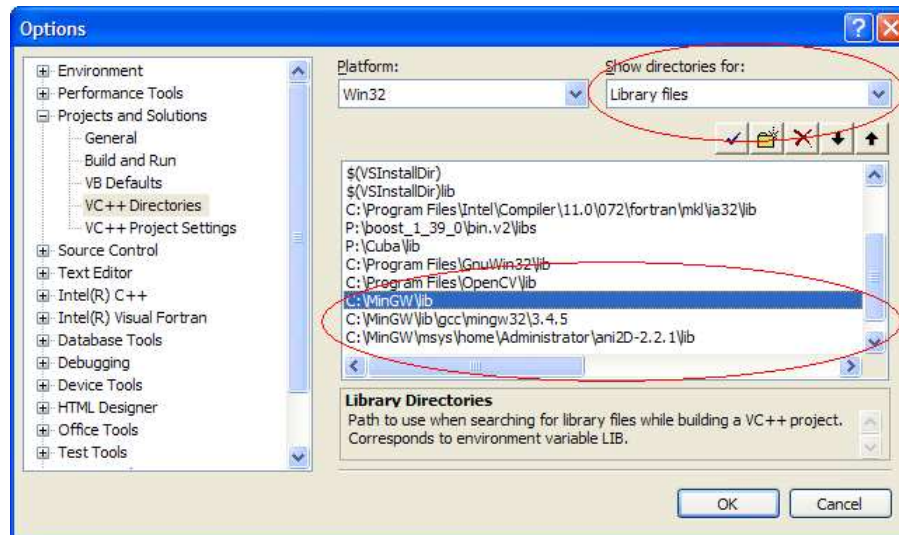 Options
Environment
Performance Tools
Projects and Solutions
General
Build and Run
VB Defaults
VC++ Directories
VC++ Project Settings
Source Control
Text Editor
Intel(R) C++
Intel(R) Visual Fortran
Database Tools
Debugging
Device Tools
HTML Designer
Office Tools
Test Tools
Platform:
Win32
Show directories for:
Library files
$(VSInstallDir)
$(VSInstallDir)lib
C:\Program Files\Intel\Compiler\11.0\072\fortran\mkl\ia32\lib
P:\boost_1_39_0\bin.v2\libs
P:\Cuba\lib
C:\Program Files\GnuWin32\lib
C:\Program Files\OpenCV\lib
C:\MinGW\lib
C:\MinGW\lib\gcc\mingw32\3.4.5
C:\MinGW\msys\home\Administrator\ani2D-2.2.1\lib
Library Directories
Path to use when searching for library files while building a VC++ project.
Corresponds to environment variable LIB.
OK
Cancel